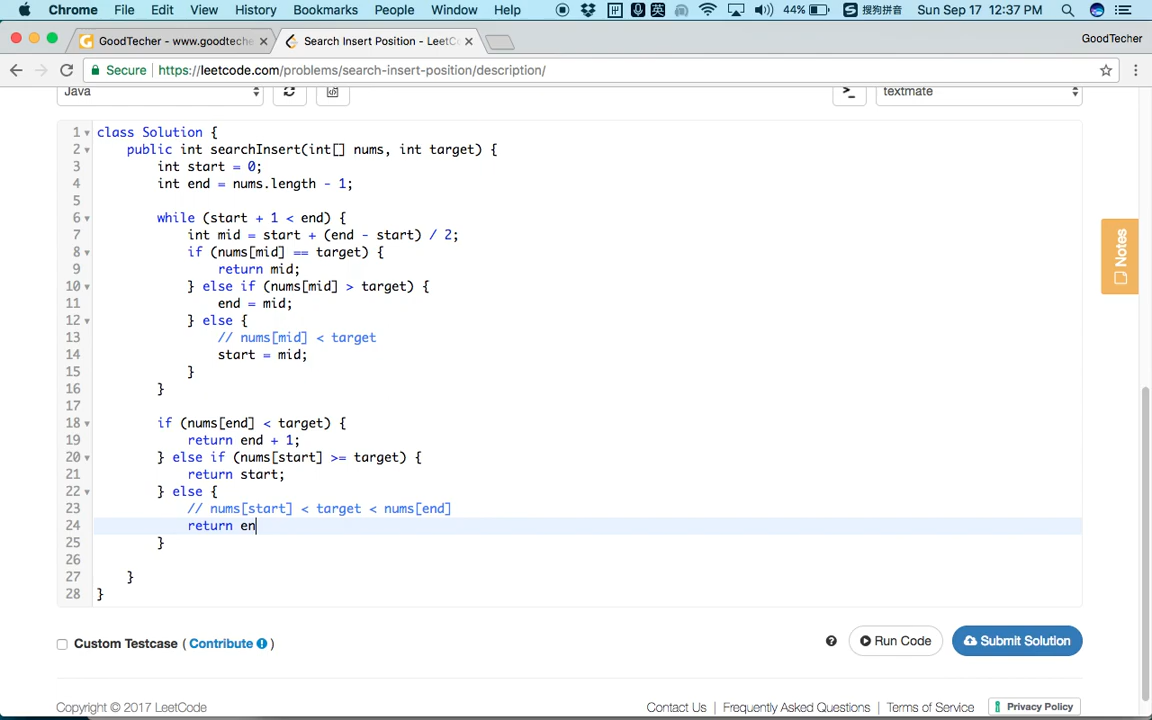 Chrome File Edit View History Bookmarks People Window Help 英 44% 搜狗拼音 Sun Sep 17 12:37 PM
GoodTecher - www.goodteche Search Insert Position - LeetCo GoodTecher
Secure https://leetcode.com/problems/search-insert-position/description/
Java textmate
1 class Solution {
2 public int searchInsert(int[] nums, int target) {
3 int start = 0;
4 int end = nums.length - 1;
5
6 while (start + 1 < end) {
7 int mid = start + (end - start) / 2;
8 if (nums[mid] == target) {
9 return mid;
10 } else if (nums[mid] > target) {
11 end = mid;
12 } else {
13 // nums[mid] < target
14 start = mid;
15 }
16 }
17
18 if (nums[end] < target) {
19 return end + 1;
20 } else if (nums[start] >= target) {
21 return start;
22 } else {
23 // nums[start] < target < nums[end]
24 return en
25 }
26
27 }
28 }
Notes
Custom Testcase ( Contribute ) Run Code Submit Solution
Copyright © 2017 LeetCode Contact Us | Frequently Asked Questions | Terms of Service Privacy Policy